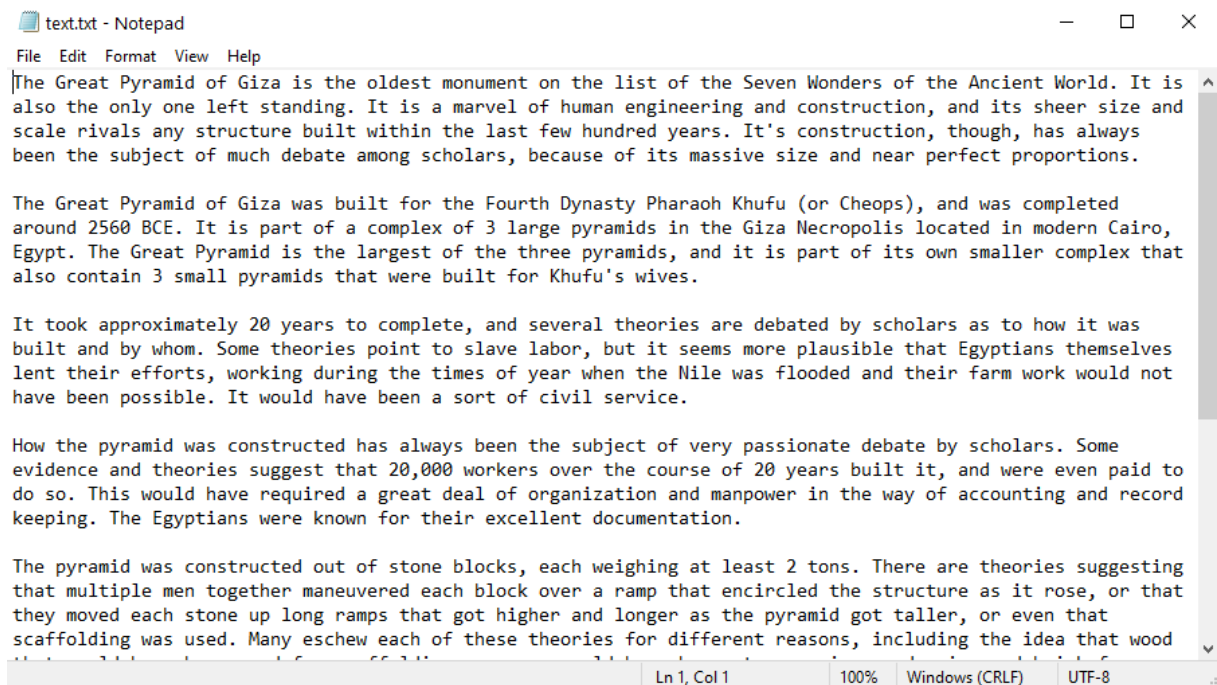 text.txt - Notepad
File Edit Format View Help
The Great Pyramid of Giza is the oldest monument on the list of the Seven Wonders of the Ancient World. It is
also the only one left standing. It is a marvel of human engineering and construction, and its sheer size and
scale rivals any structure built within the last few hundred years. It's construction, though, has always
been the subject of much debate among scholars, because of its massive size and near perfect proportions.
The Great Pyramid of Giza was built for the Fourth Dynasty Pharaoh Khufu (or Cheops), and was completed
around 2560 BCE. It is part of a complex of 3 large pyramids in the Giza Necropolis located in modern Cairo,
Egypt. The Great Pyramid is the largest of the three pyramids, and it is part of its own smaller complex that
also contain 3 small pyramids that were built for Khufu's wives.
It took approximately 20 years to complete, and several theories are debated by scholars as to how it was
built and by whom. Some theories point to slave labor, but it seems more plausible that Egyptians themselves
lent their efforts, working during the times of year when the Nile was flooded and their farm work would not
have been possible. It would have been a sort of civil service.
How the pyramid was constructed has always been the subject of very passionate debate by scholars. Some
evidence and theories suggest that 20,000 workers over the course of 20 years built it, and were even paid to
do so. This would have required a great deal of organization and manpower in the way of accounting and record
keeping. The Egyptians were known for their excellent documentation.
The pyramid was constructed out of stone blocks, each weighing at least 2 tons. There are theories suggesting
that multiple men together maneuvered each block over a ramp that encircled the structure as it rose, or that
they moved each stone up long ramps that got higher and longer as the pyramid got taller, or even that
scaffolding was used. Many eschew each of these theories for different reasons, including the idea that wood
Ln 1, Col 1 100% Windows (CRLF) UTF-8